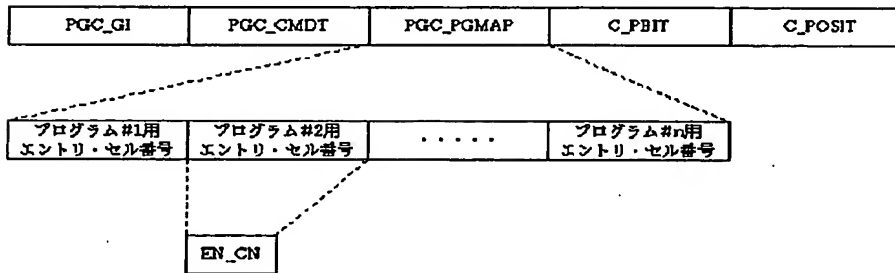 PGC_GI PGC_CMDT PGC_PGMAP C_PBIT C_POSIT
プログラム#1用 プログラム#2用 ・・・・・ プログラム#n用
エントリ・セル番号 エントリ・セル番号 エントリ・セル番号
EN_CN